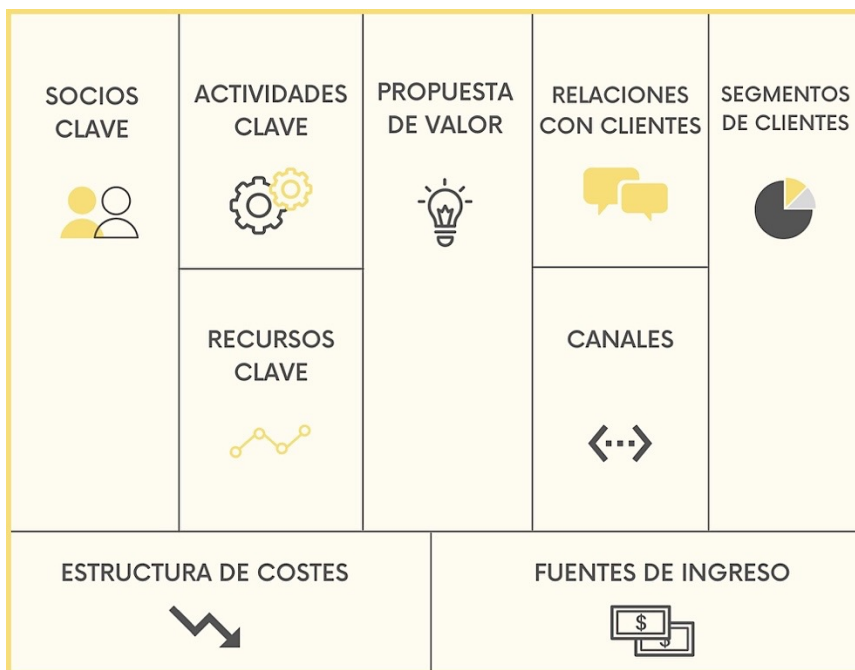 SOCIOS
CLAVE
ACTIVIDADES
CLAVE
PROPUESTA
DE VALOR
RELACIONES
CON CLIENTES
SEGMENTOS
DE CLIENTES
RECURSOS
CLAVE
CANALES
ESTRUCTURA DE COSTES
FUENTES DE INGRESO
$
$